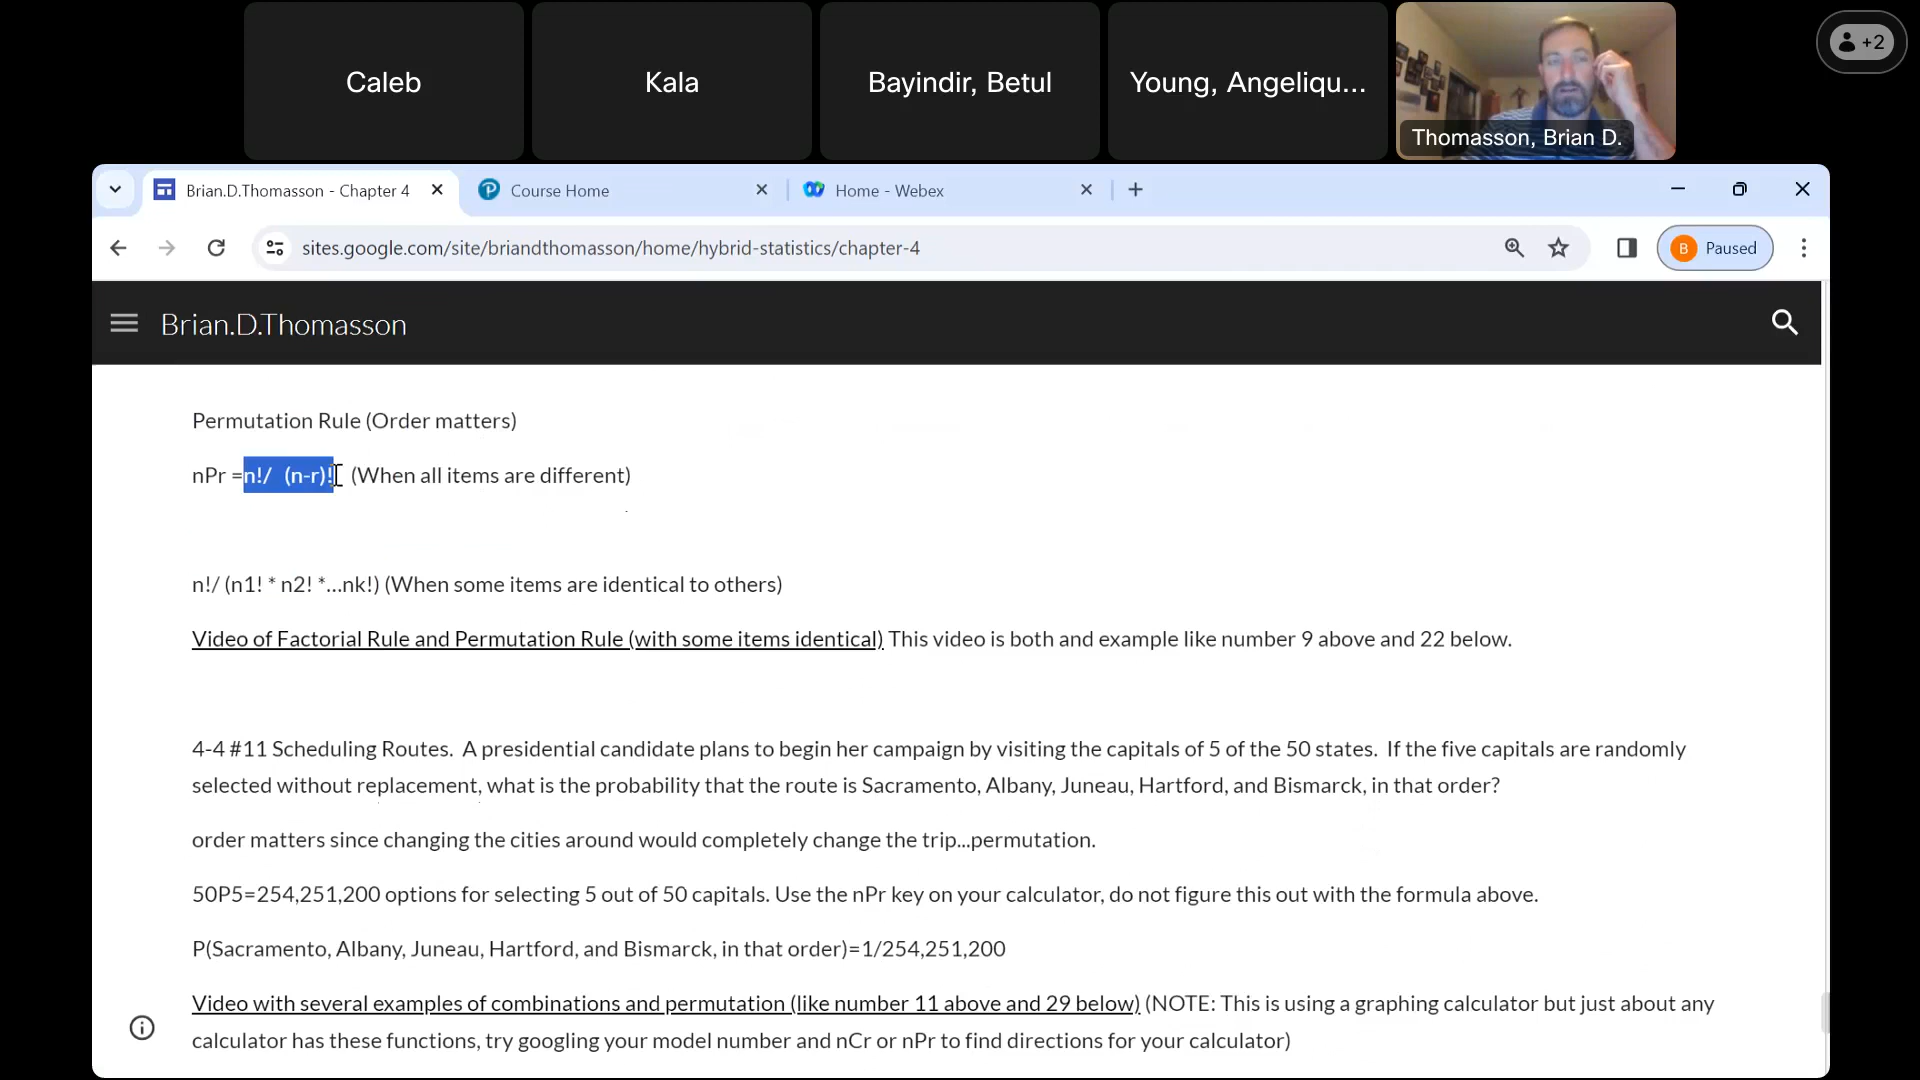 Caleb
Kala
Bayindir, Betul
Young, Angeliqu...
Thomasson, Brian D.
+2
Brian.D.Thomasson - Chapter 4
Course Home
Home - Webex
sites.google.com/site/briandthomasson/home/hybrid-statistics/chapter-4
B Paused
Brian.D.Thomasson
Permutation Rule (Order matters)
nPr =n!/  (n-r)!  (When all items are different)
n!/ (n1! * n2! *...nk!) (When some items are identical to others)
Video of Factorial Rule and Permutation Rule (with some items identical) This video is both and example like number 9 above and 22 below.
4-4 #11 Scheduling Routes.  A presidential candidate plans to begin her campaign by visiting the capitals of 5 of the 50 states.  If the five capitals are randomly
selected without replacement, what is the probability that the route is Sacramento, Albany, Juneau, Hartford, and Bismarck, in that order?
order matters since changing the cities around would completely change the trip...permutation.
50P5=254,251,200 options for selecting 5 out of 50 capitals. Use the nPr key on your calculator, do not figure this out with the formula above.
P(Sacramento, Albany, Juneau, Hartford, and Bismarck, in that order)=1/254,251,200
Video with several examples of combinations and permutation (like number 11 above and 29 below) (NOTE: This is using a graphing calculator but just about any
calculator has these functions, try googling your model number and nCr or nPr to find directions for your calculator)